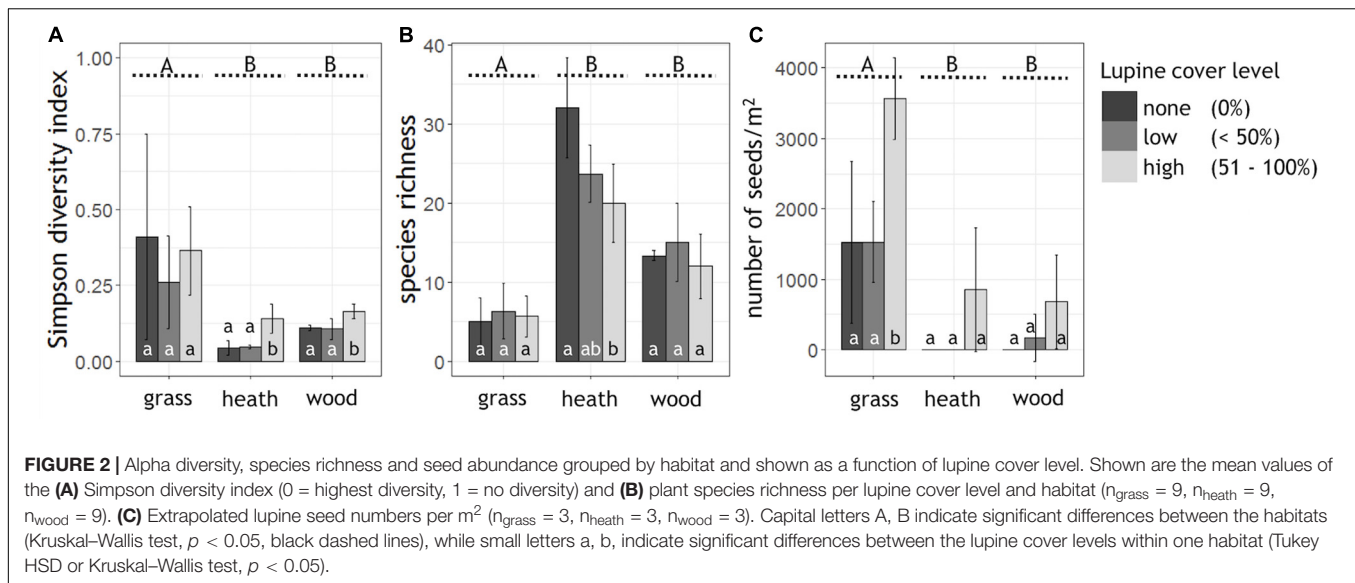 A
1.00
0.75
0.50
0.25
0.00
Simpson diversity index
A B B
a a a a a b a a b
grass heath wood
B
40
30
20
10
0
species richness
A B B
a a a a ab b a a a
grass heath wood
C
4000
3000
2000
1000
0
number of seeds/m²
A B B
a a b a a a a a a
grass heath wood
Lupine cover level
none (0%)
low (< 50%)
high (51 - 100%)
FIGURE 2 | Alpha diversity, species richness and seed abundance grouped by habitat and shown as a function of lupine cover level. Shown are the mean values of
the (A) Simpson diversity index (0 = highest diversity, 1 = no diversity) and (B) plant species richness per lupine cover level and habitat (n_grass = 9, n_heath = 9,
n_wood = 9). (C) Extrapolated lupine seed numbers per m² (n_grass = 3, n_heath = 3, n_wood = 3). Capital letters A, B indicate significant differences between the habitats
(Kruskal–Wallis test, p < 0.05, black dashed lines), while small letters a, b, indicate significant differences between the lupine cover levels within one habitat (Tukey
HSD or Kruskal–Wallis test, p < 0.05).